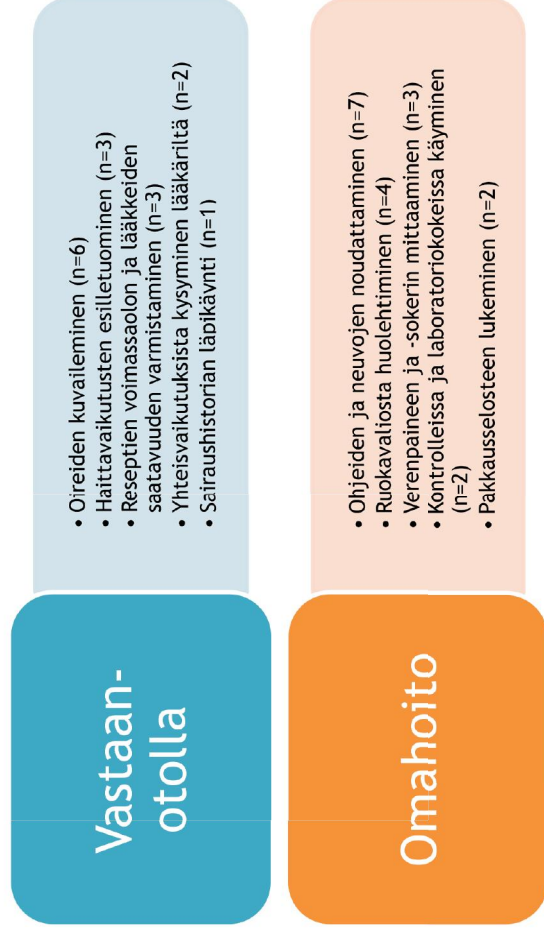 Vastaan-
otolla
• Oireiden kuvaileminen (n=6)
• Haittavaikutusten esilletuominen (n=3)
• Reseptien voimassaolon ja lääkkeiden
saatavuuden varmistaminen (n=3)
• Yhteisvaikutuksista kysyminen lääkäriltä (n=2)
• Sairaushistorian läpikäynti (n=1)
Omahoito
• Ohjeiden ja neuvojen noudattaminen (n=7)
• Ruokavaliosta huolehtiminen (n=4)
• Verenpaineen ja -sokerin mittaaminen (n=3)
• Kontrolleissa ja laboratoriokokeissa käyminen
(n=2)
• Pakkausselosteen lukeminen (n=2)